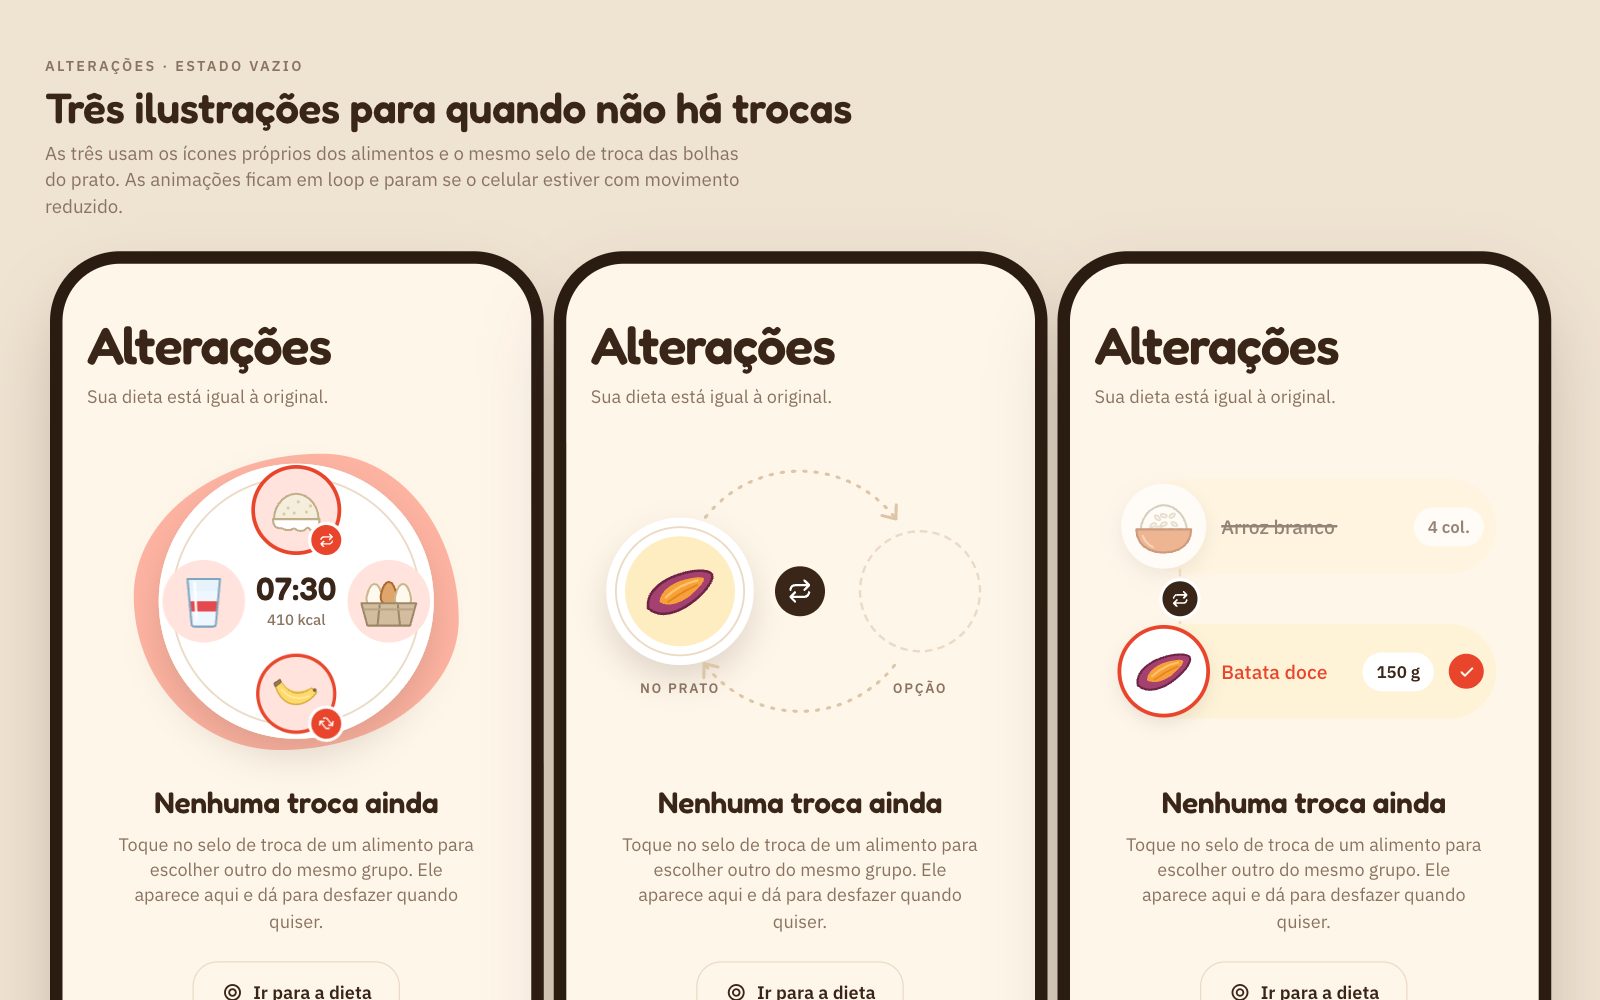 ALTERAÇÕES · ESTADO VAZIO
Três ilustrações para quando não há trocas
As três usam os ícones próprios dos alimentos e o mesmo selo de troca das bolhas
do prato. As animações ficam em loop e param se o celular estiver com movimento
reduzido.
Alterações
Sua dieta está igual à original.
07:30
410 kcal
Nenhuma troca ainda
Toque no selo de troca de um alimento para
escolher outro do mesmo grupo. Ele
aparece aqui e dá para desfazer quando
quiser.
Ir para a dieta
Alterações
Sua dieta está igual à original.
NO PRATO
OPÇÃO
Nenhuma troca ainda
Toque no selo de troca de um alimento para
escolher outro do mesmo grupo. Ele
aparece aqui e dá para desfazer quando
quiser.
Ir para a dieta
Alterações
Sua dieta está igual à original.
Arroz branco
4 col.
Batata doce
150 g
Nenhuma troca ainda
Toque no selo de troca de um alimento para
escolher outro do mesmo grupo. Ele
aparece aqui e dá para desfazer quando
quiser.
Ir para a dieta